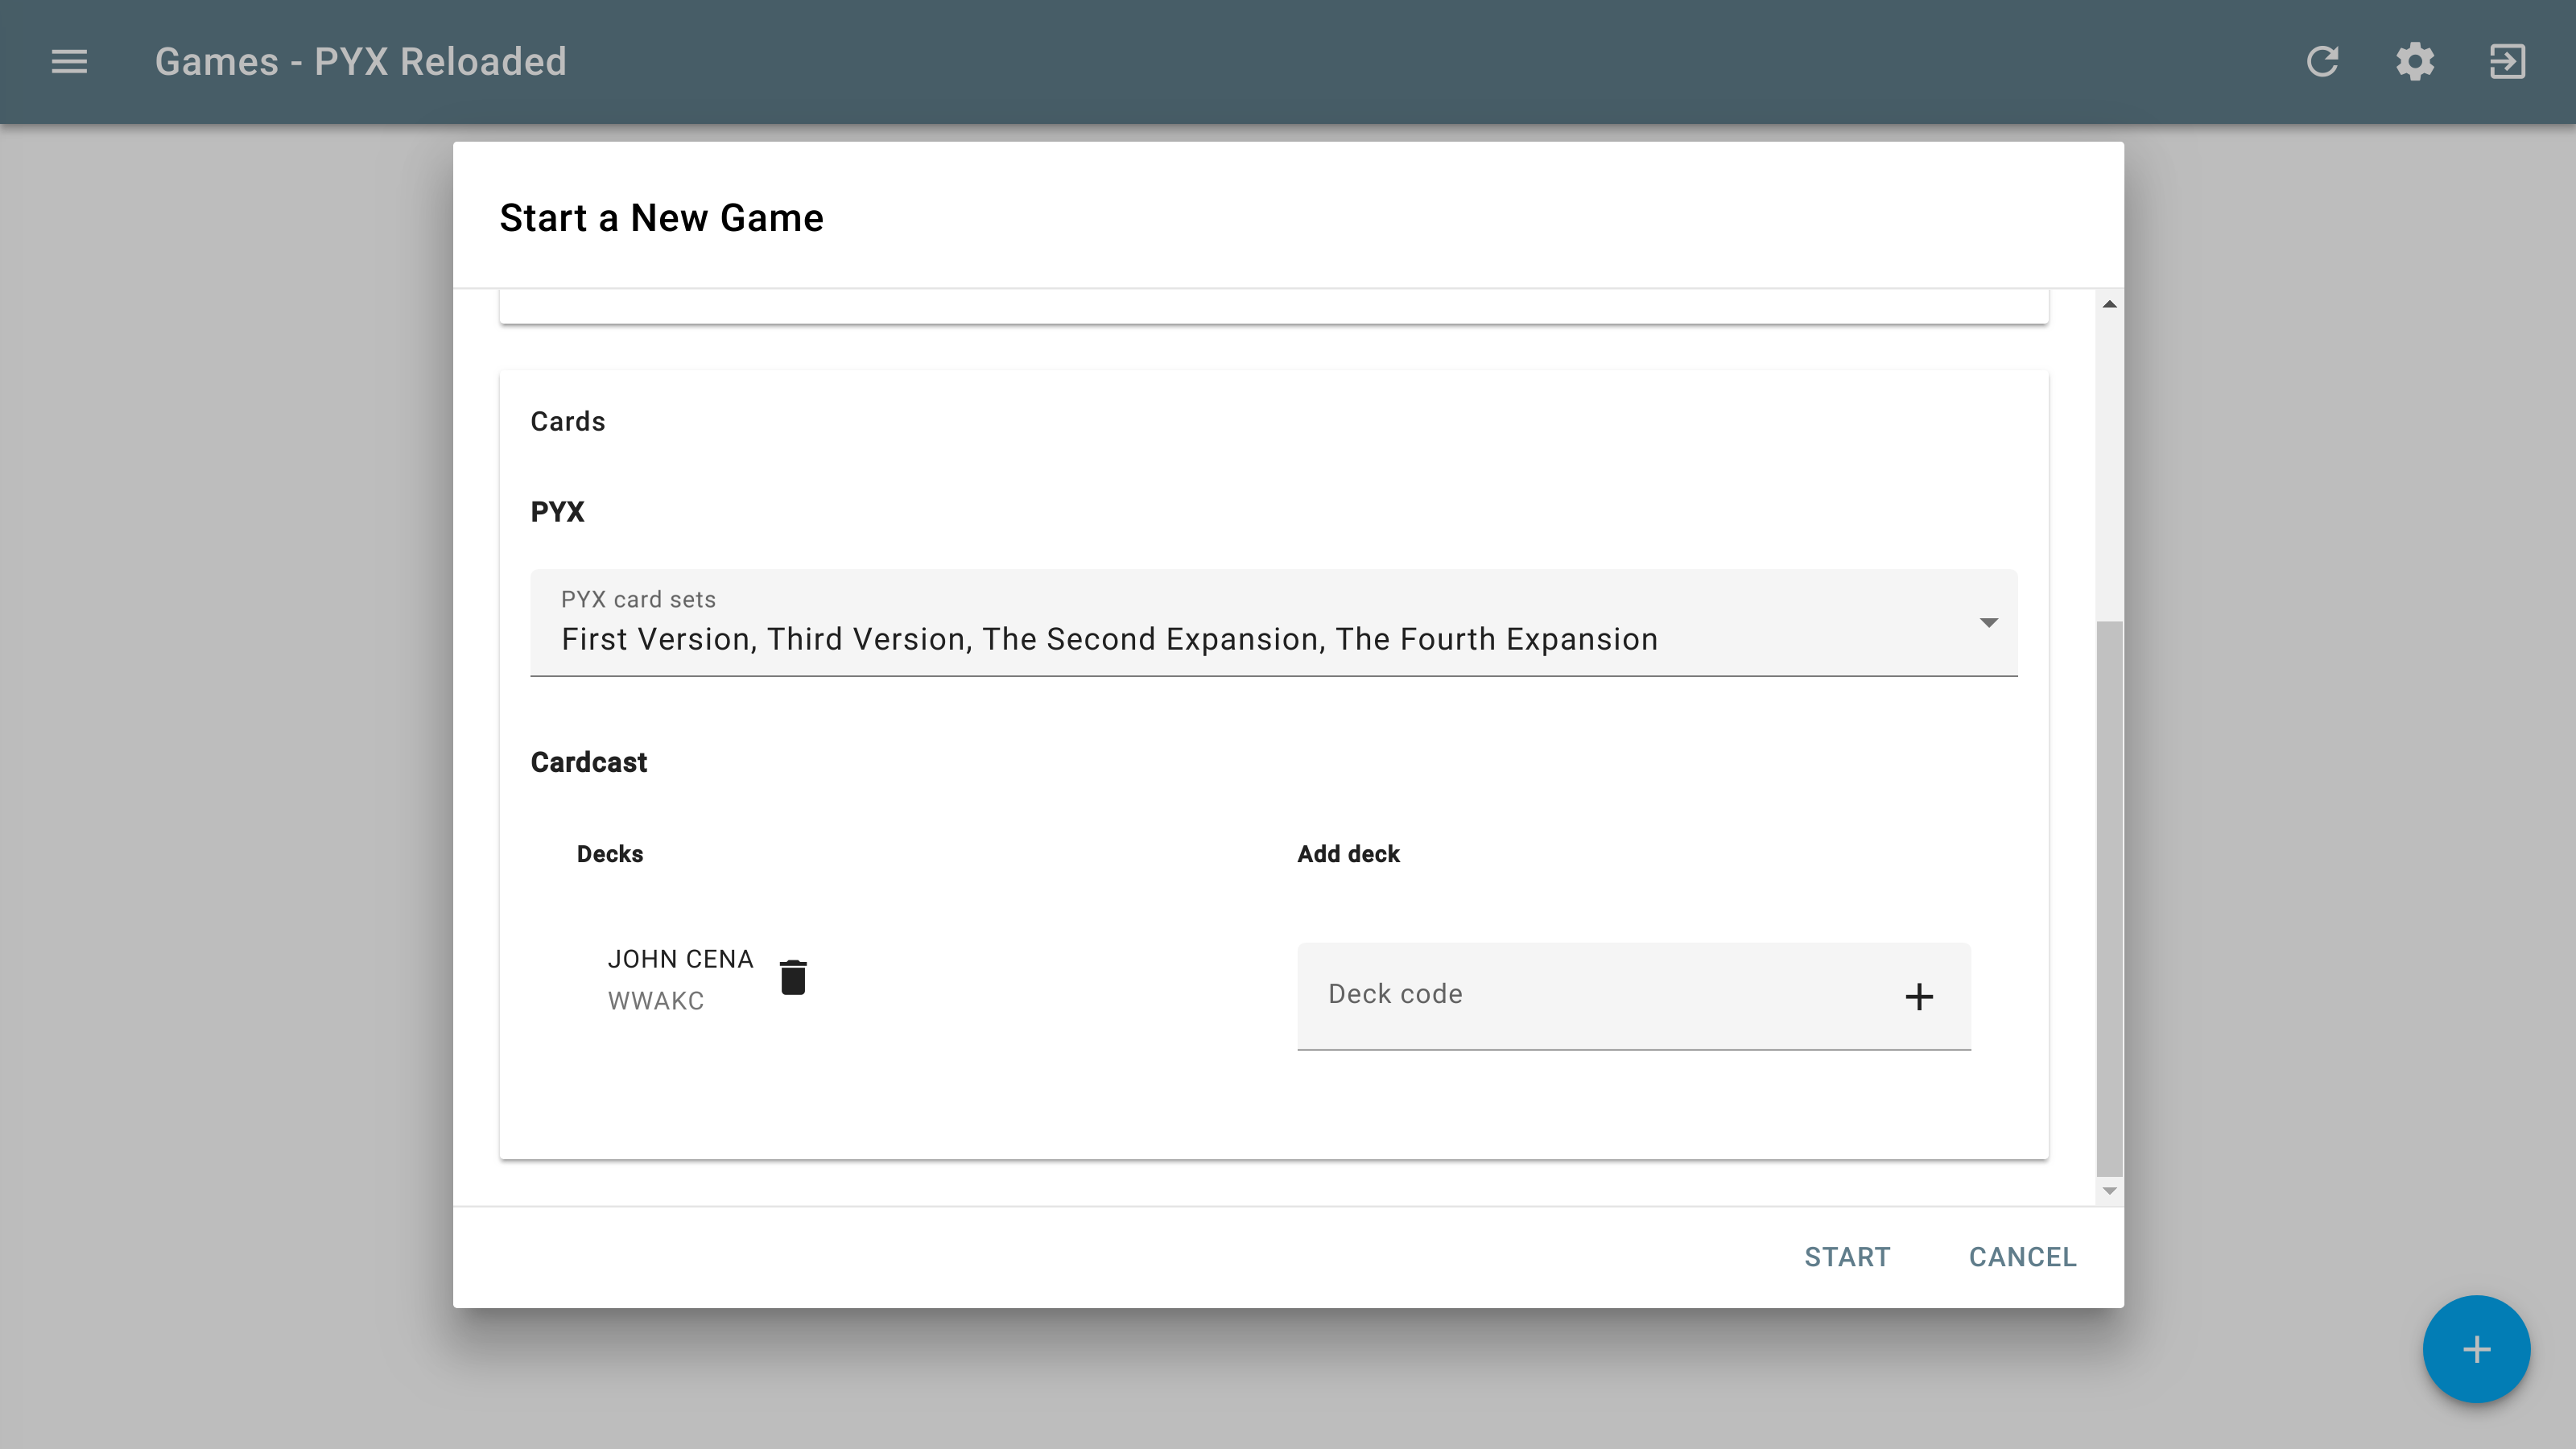 Games - PYX Reloaded
Start a New Game
Cards
PYX
PYX card sets
First Version, Third Version, The Second Expansion, The Fourth Expansion
Cardcast
Decks
Add deck
JOHN CENA
WWAKC
Deck code
START
CANCEL